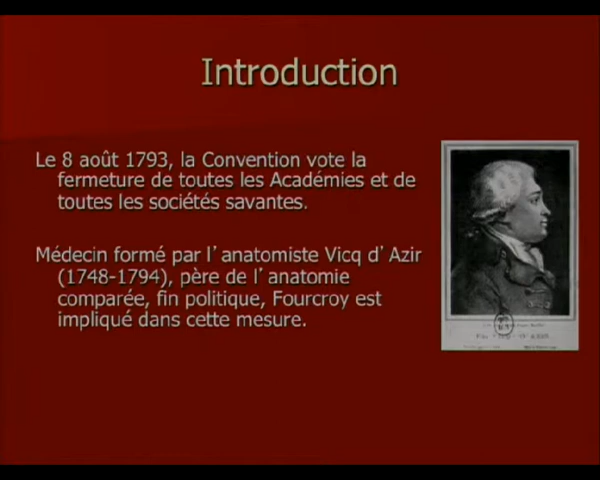 Introduction
Le 8 août 1793, la Convention vote la
fermeture de toutes les Académies et de
toutes les sociétés savantes.
Médecin formé par l'anatomiste Vicq d'Azir
(1748-1794), père de l'anatomie
comparée, fin politique, Fourcroy est
impliqué dans cette mesure.